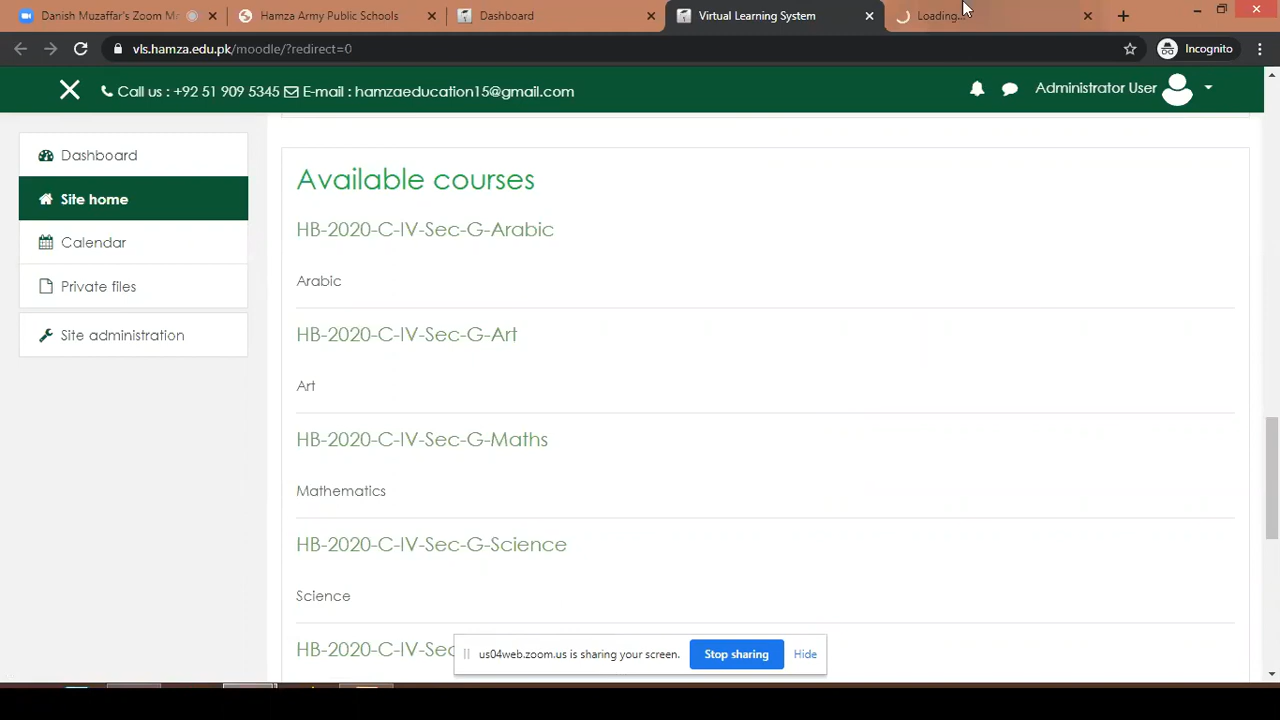 Danish Muzaffar's Zoom M
Hamza Army Public Schools
Dashboard
Virtual Learning System
Loading...
vls.hamza.edu.pk/moodle/?redirect=0
Incognito
Call us : +92 51 909 5345 E-mail : hamzaeducation15@gmail.com
Administrator User
Dashboard
Site home
Calendar
Private files
Site administration
Available courses
HB-2020-C-IV-Sec-G-Arabic
Arabic
HB-2020-C-IV-Sec-G-Art
Art
HB-2020-C-IV-Sec-G-Maths
Mathematics
HB-2020-C-IV-Sec-G-Science
Science
HB-2020-C-IV-Sec
us04web.zoom.us is sharing your screen.
Stop sharing
Hide